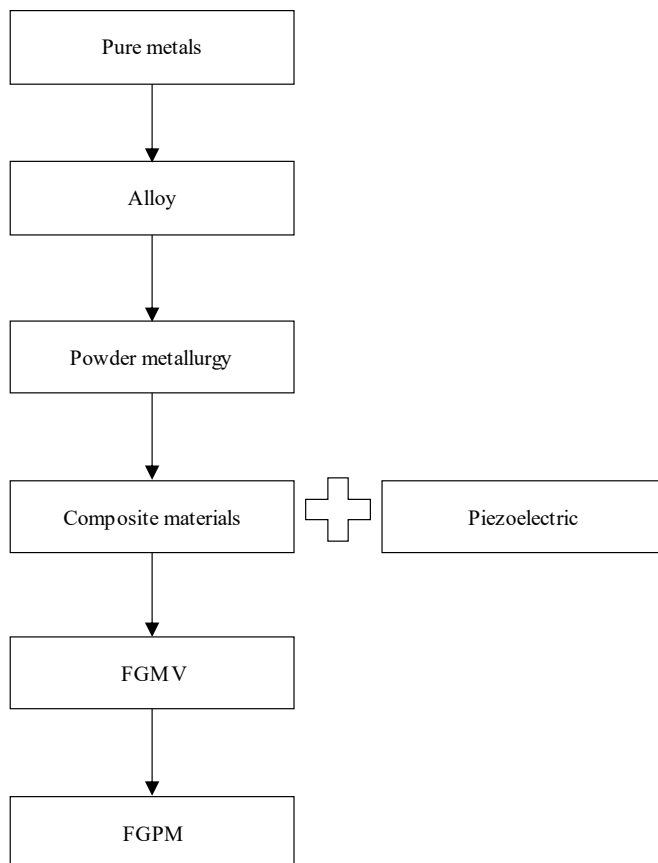 Pure metals
Alloy
Powder metallurgy
Composite materials
Piezoelectric
FGMV
FGPM